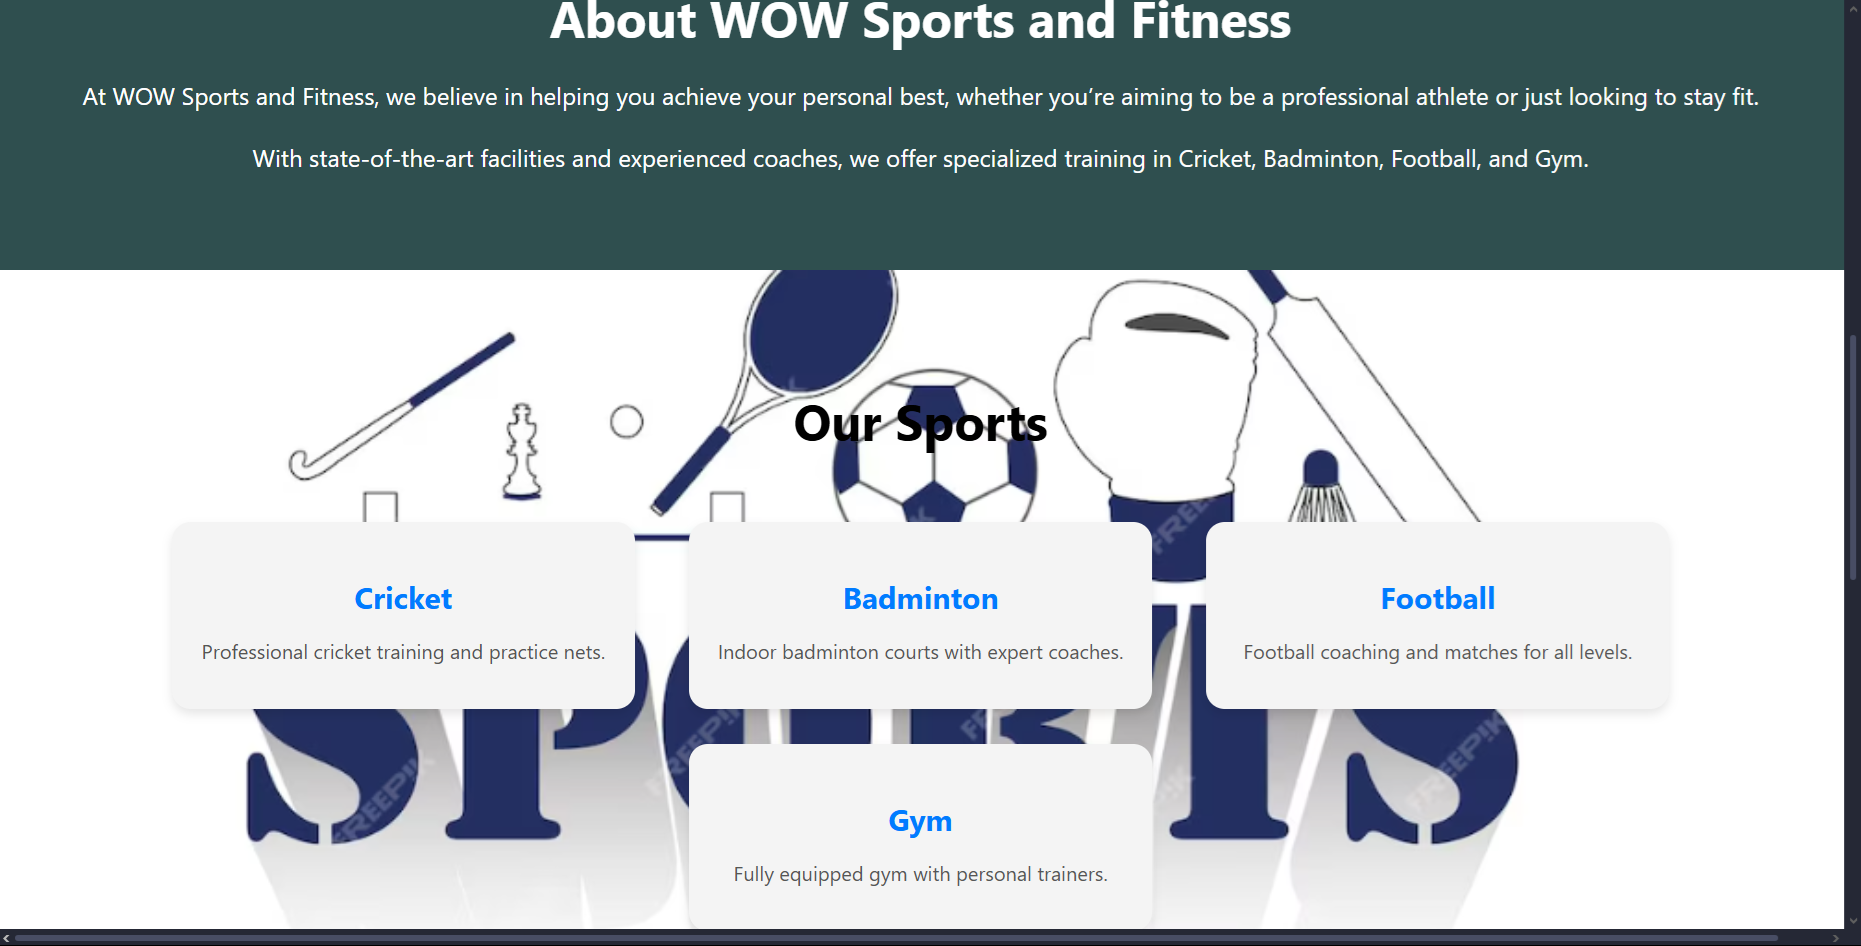 About WOW Sports and Fitness
At WOW Sports and Fitness, we believe in helping you achieve your personal best, whether you’re aiming to be a professional athlete or just looking to stay fit.
With state-of-the-art facilities and experienced coaches, we offer specialized training in Cricket, Badminton, Football, and Gym.
Our Sports
Cricket
Badminton
Football
Professional cricket training and practice nets.
Indoor badminton courts with expert coaches.
Football coaching and matches for all levels.
SPORTS
Gym
Fully equipped gym with personal trainers.
FREEPIK
FREEPIK